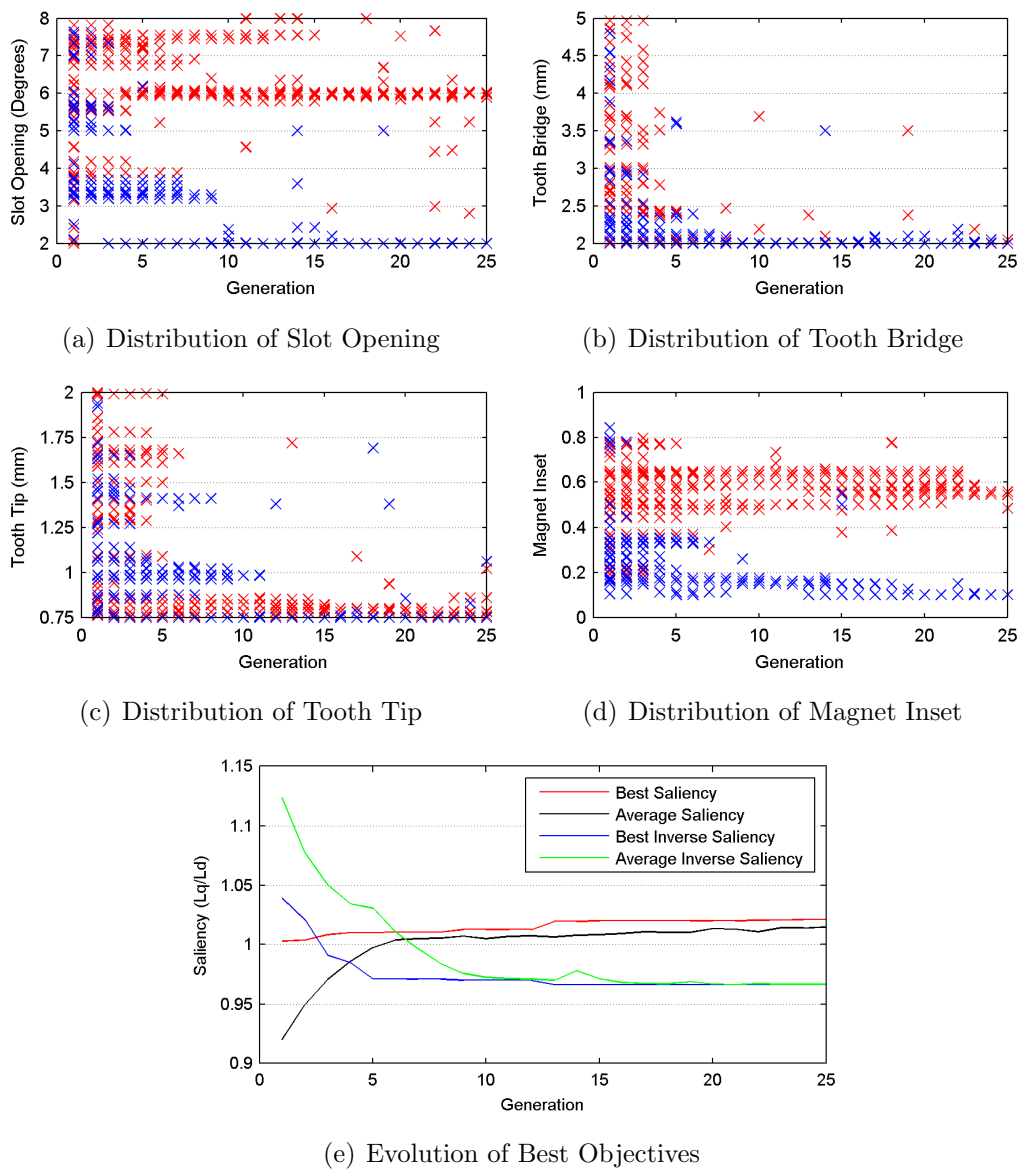 8
7
6
5
4
3
2
Slot Opening (Degrees)
0 5 10 15 20 25
Generation
(a) Distribution of Slot Opening
5
4.5
4
3.5
3
2.5
2
Tooth Bridge (mm)
0 5 10 15 20 25
Generation
(b) Distribution of Tooth Bridge
2
1.75
1.5
1.25
1
0.75
Tooth Tip (mm)
0 5 10 15 20 25
Generation
(c) Distribution of Tooth Tip
1
0.8
0.6
0.4
0.2
0
Magnet Inset
0 5 10 15 20 25
Generation
(d) Distribution of Magnet Inset
1.15
1.1
1.05
1
0.95
0.9
Saliency (Lq/Ld)
Best Saliency
Average Saliency
Best Inverse Saliency
Average Inverse Saliency
0 5 10 15 20 25
Generation
(e) Evolution of Best Objectives